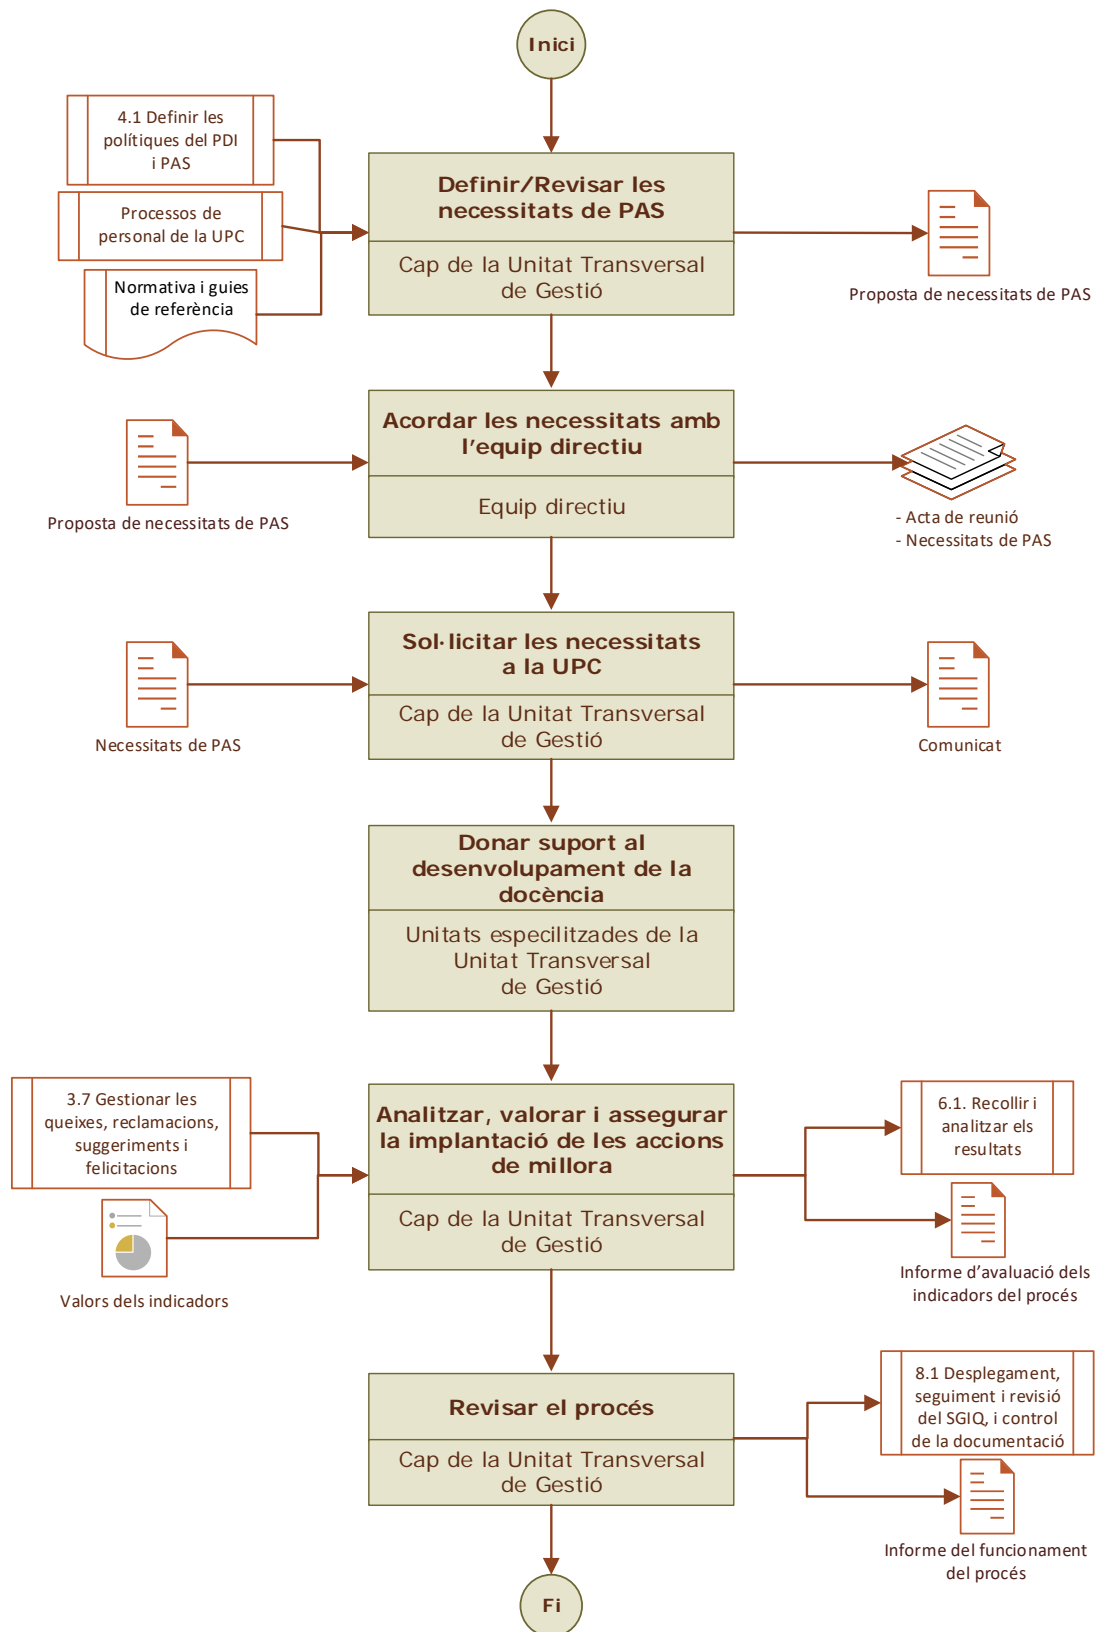 Inici
4.1 Definir les
polítiques del PDI
i PAS
Processos de
personal de la UPC
Normativa i guies
de referència
Definir/Revisar les
necessitats de PAS
Cap de la Unitat Transversal
de Gestió
Proposta de necessitats de PAS
Proposta de necessitats de PAS
Acordar les necessitats amb
l'equip directiu
Equip directiu
- Acta de reunió
- Necessitats de PAS
Necessitats de PAS
Sol·licitar les necessitats
a la UPC
Cap de la Unitat Transversal
de Gestió
Comunicat
Donar suport al
desenvolupament de la
docència
Unitats especilitzades de la
Unitat Transversal
de Gestió
3.7 Gestionar les
queixes, reclamacions,
suggeriments i
felicitacions
Valors dels indicadors
Analitzar, valorar i assegurar
la implantació de les accions
de millora
Cap de la Unitat Transversal
de Gestió
6.1. Recollir i
analitzar els
resultats
Informe d'avaluació dels
indicadors del procés
Revisar el procés
Cap de la Unitat Transversal
de Gestió
8.1 Desplegament,
seguiment i revisió
del SGIQ, i control
de la documentació
Informe del funcionament
del procés
Fi